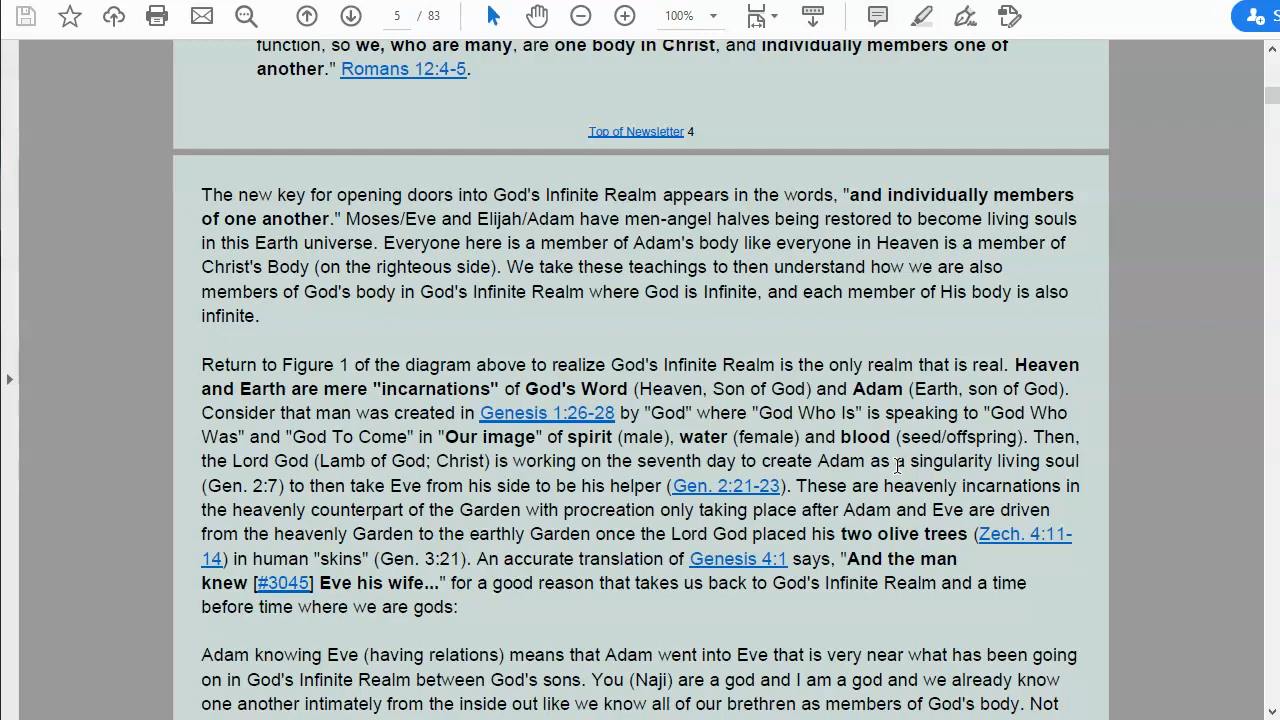 5 / 83
100%
S
function, so we, who are many, are one body in Christ, and individually members one of
another." Romans 12:4-5.
Top of Newsletter 4
The new key for opening doors into God's Infinite Realm appears in the words, "and individually members
of one another." Moses/Eve and Elijah/Adam have men-angel halves being restored to become living souls
in this Earth universe. Everyone here is a member of Adam's body like everyone in Heaven is a member of
Christ's Body (on the righteous side). We take these teachings to then understand how we are also
members of God's body in God's Infinite Realm where God is Infinite, and each member of His body is also
infinite.
Return to Figure 1 of the diagram above to realize God's Infinite Realm is the only realm that is real. Heaven
and Earth are mere "incarnations" of God's Word (Heaven, Son of God) and Adam (Earth, son of God).
Consider that man was created in Genesis 1:26-28 by "God" where "God Who Is" is speaking to "God Who
Was" and "God To Come" in "Our image" of spirit (male), water (female) and blood (seed/offspring). Then,
the Lord God (Lamb of God; Christ) is working on the seventh day to create Adam as a singularity living soul
(Gen. 2:7) to then take Eve from his side to be his helper (Gen. 2:21-23). These are heavenly incarnations in
the heavenly counterpart of the Garden with procreation only taking place after Adam and Eve are driven
from the heavenly Garden to the earthly Garden once the Lord God placed his two olive trees (Zech. 4:11-
14) in human "skins" (Gen. 3:21). An accurate translation of Genesis 4:1 says, "And the man
knew [#3045] Eve his wife..." for a good reason that takes us back to God's Infinite Realm and a time
before time where we are gods:
Adam knowing Eve (having relations) means that Adam went into Eve that is very near what has been going
on in God's Infinite Realm between God's sons. You (Naji) are a god and I am a god and we already know
one another intimately from the inside out like we know all of our brethren as members of God's body. Not